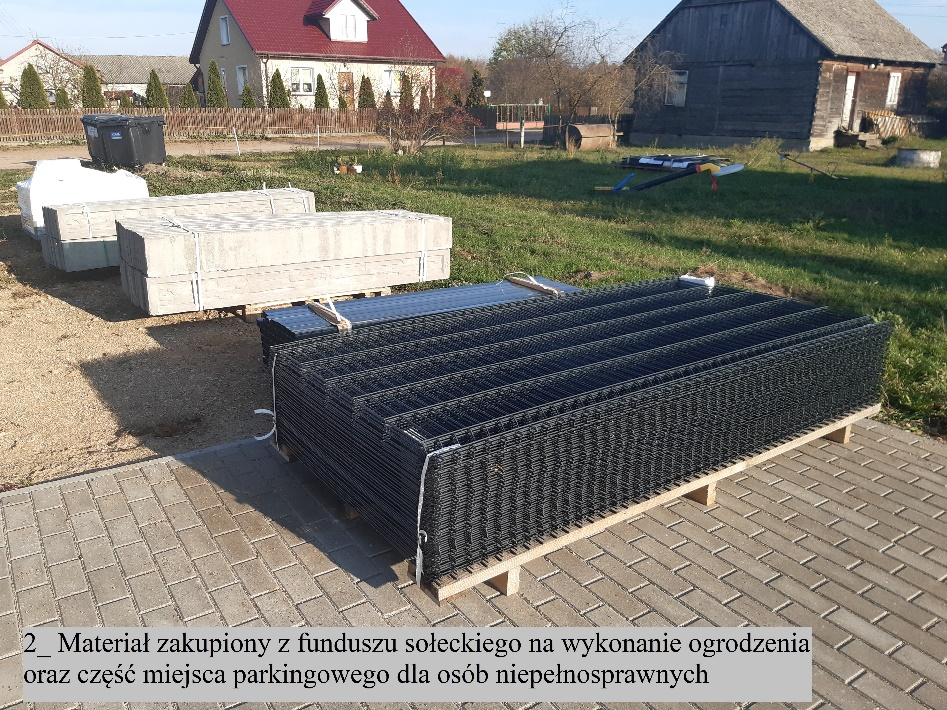 2_ Materiał zakupiony z funduszu sołeckiego na wykonanie ogrodzenia
oraz część miejsca parkingowego dla osób niepełnosprawnych